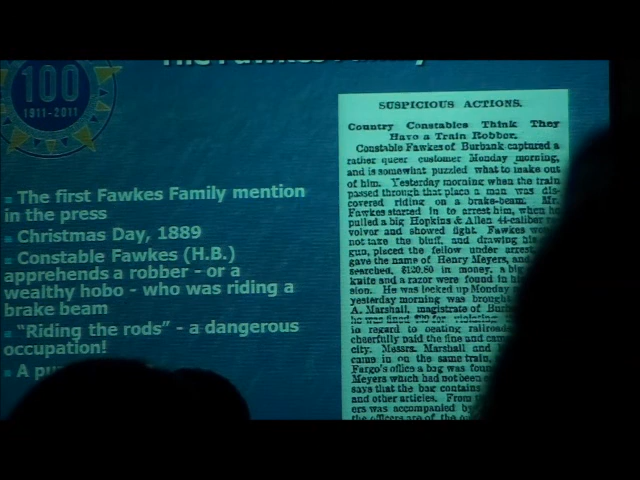 The Fawkes Family
100
1911-2011
The first Fawkes Family mention
in the press
Christmas Day, 1889
Constable Fawkes (H.B.)
apprehends a robber - or a
wealthy hobo - who was riding a
brake beam
"Riding the rods" - a dangerous
occupation!
A
SUSPICIOUS ACTIONS.
Country Constables Think They
Have a Train Robber.
Constable Fawkes of Burbank captured a
rather queer customer Monday morning,
and is somewhat puzzled what to make out
of him. Yesterday morning when the train
passed through that place a man was dis-
covered riding on a brake-beam. Mr.
Fawkes started in to arrest him, when he
pulled a big Hopkins & Allen 44-caliber
volver and showed fight. Fawkes
not take the bluff, and drawing
gun, placed the fellow under
gave the name of Henry Meyers, and
searched. $120.80 in money, a big
knife and a razor were found in
sion. He was locked up Monday
yesterday morning was brought
A. Marshall, magistrate of
he was fined for
in regard to beating
cheerfully paid the fine and
city. Messrs. Marshall and
came in on the same train.
Fargo's office a bag was
Meyers which had not been
says that the bag contains
and other articles. From
ers was accompanied
the officers are of the